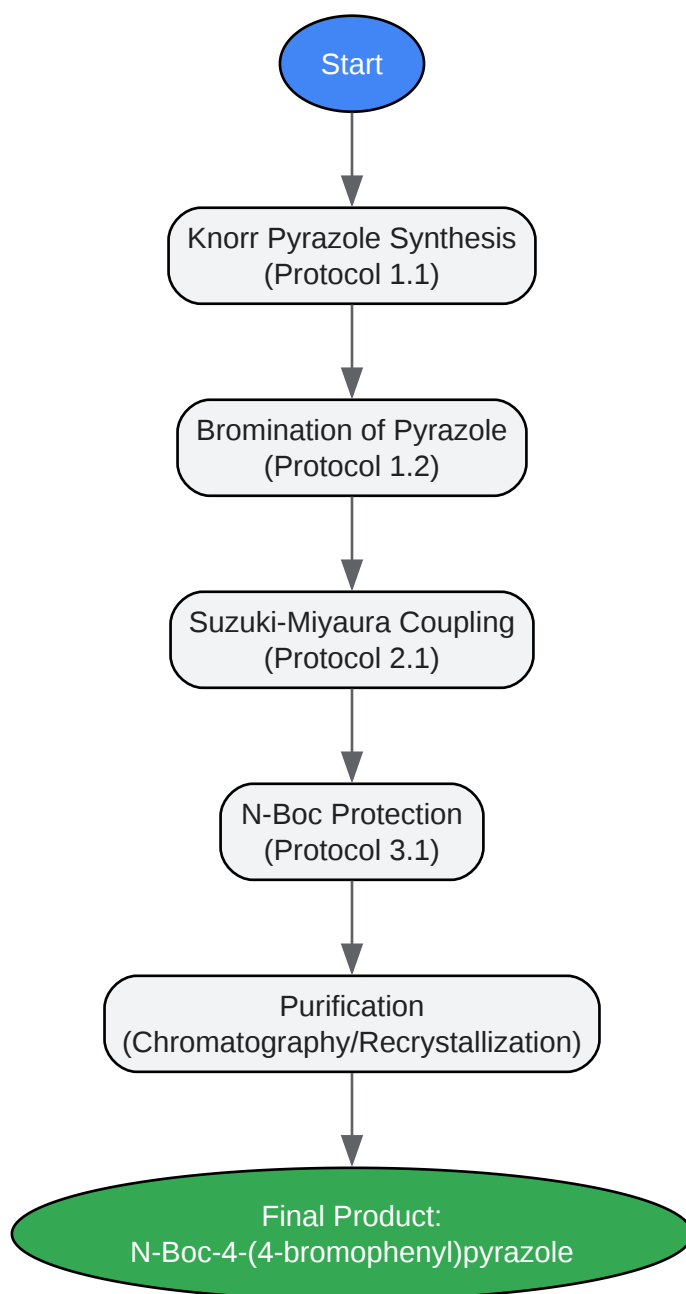 Start
Knorr Pyrazole Synthesis
(Protocol 1.1)
Bromination of Pyrazole
(Protocol 1.2)
Suzuki-Miyaura Coupling
(Protocol 2.1)
N-Boc Protection
(Protocol 3.1)
Purification
(Chromatography/Recrystallization)
Final Product:
N-Boc-4-(4-bromophenyl)pyrazole